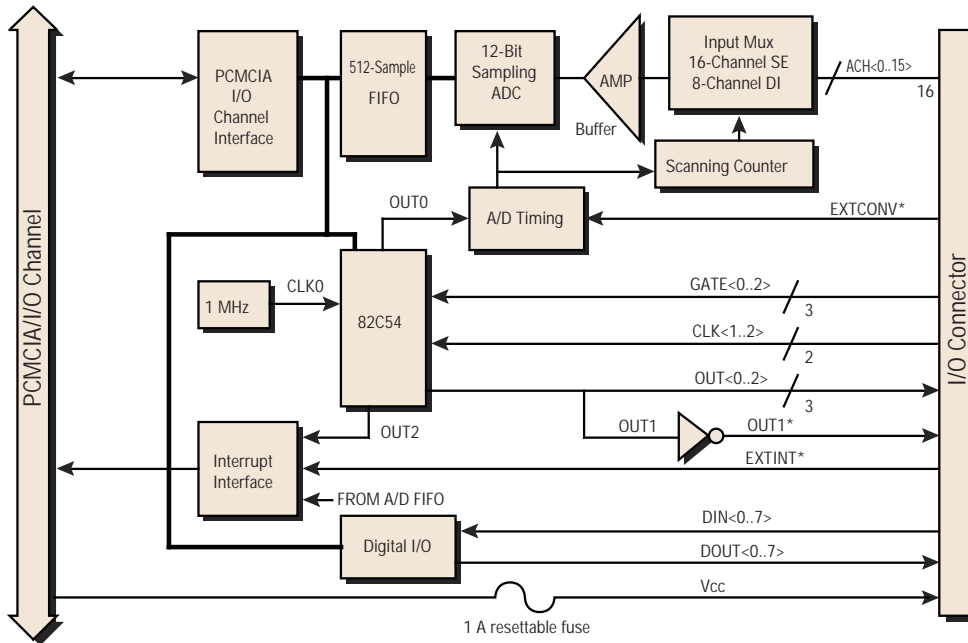 PCMCIA/I/O Channel
PCMCIA
I/O
Channel
Interface
512-Sample
FIFO
12-Bit
Sampling
ADC
AMP
Buffer
Input Mux
16-Channel SE
8-Channel DI
ACH<0..15>
16
Scanning Counter
OUT0
A/D Timing
EXTCONV*
1 MHz
CLK0
82C54
GATE<0..2>
3
CLK<1..2>
2
OUT<0..2>
3
OUT1
OUT1*
OUT2
Interrupt
Interface
EXTINT*
FROM A/D FIFO
Digital I/O
DIN<0..7>
DOUT<0..7>
Vcc
1 A resettable fuse
I/O Connector